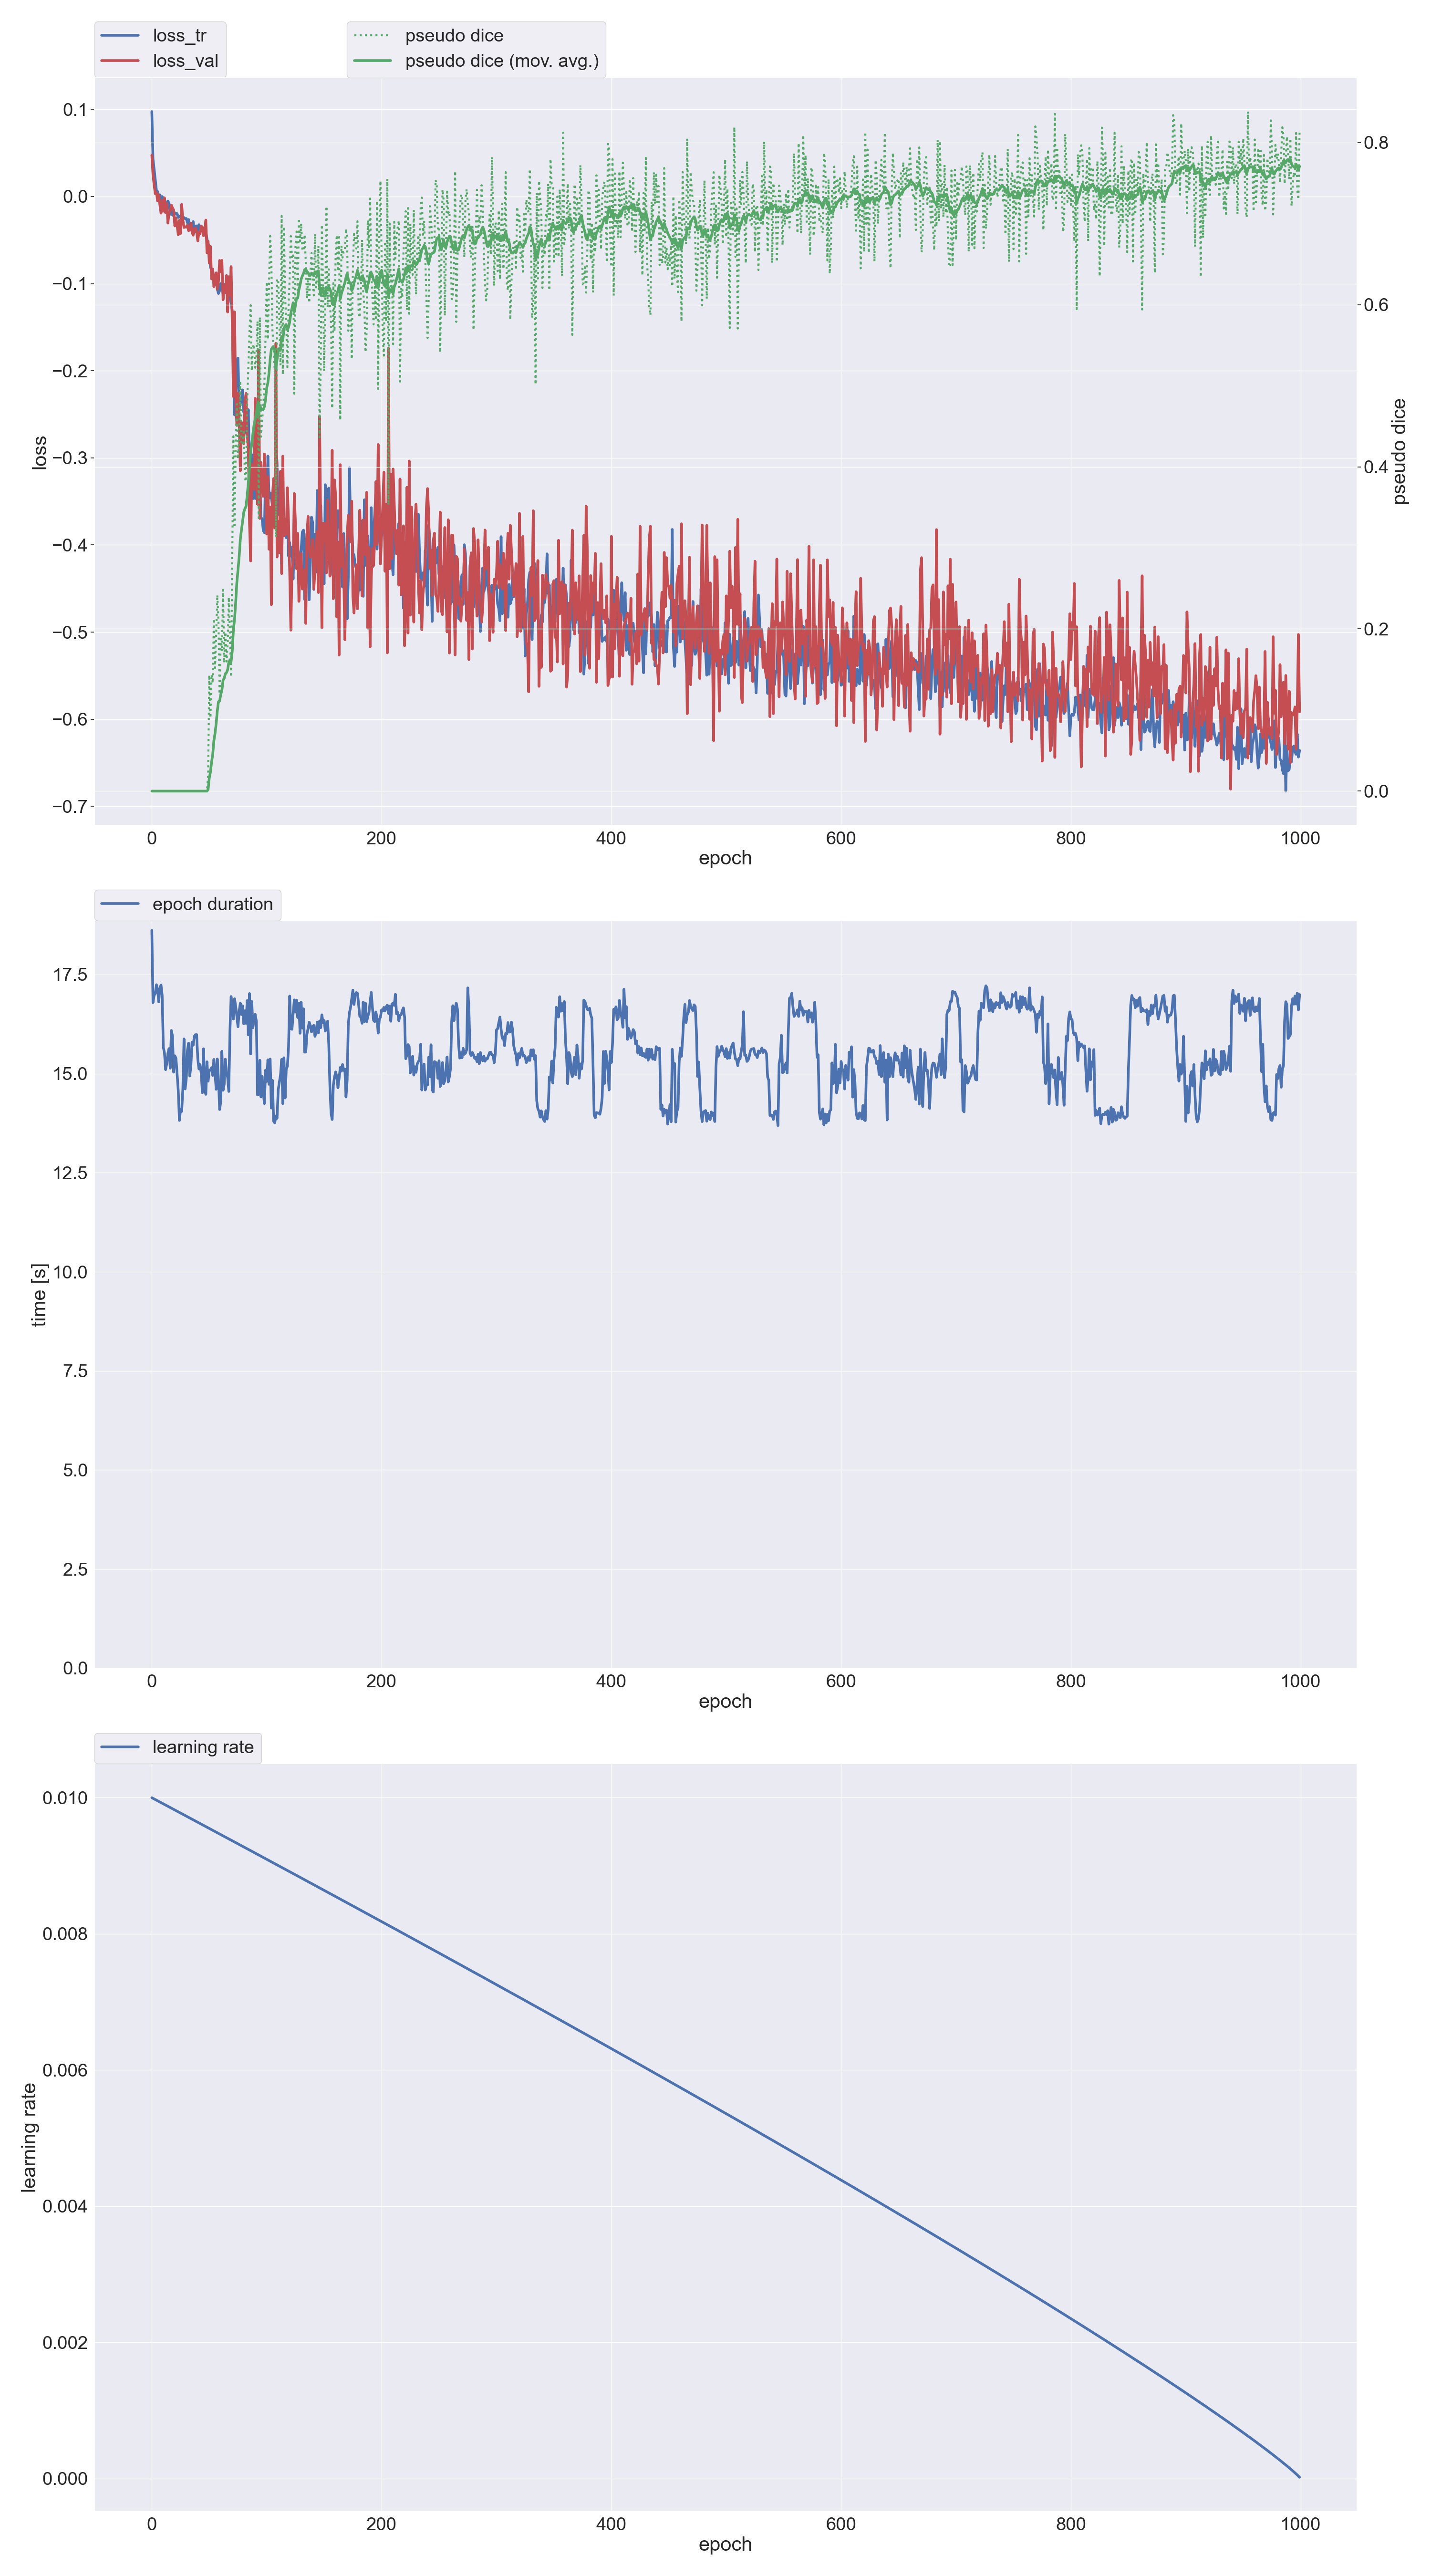 loss_tr
loss_val
pseudo dice
pseudo dice (mov. avg.)
0.1
0.0
−0.1
−0.2
−0.3
−0.4
−0.5
−0.6
−0.7
loss
0.8
0.6
0.4
0.2
0.0
pseudo dice
0 200 400 600 800 1000
epoch
epoch duration
17.5
15.0
12.5
10.0
7.5
5.0
2.5
0.0
time [s]
0 200 400 600 800 1000
epoch
learning rate
0.010
0.008
0.006
0.004
0.002
0.000
learning rate
0 200 400 600 800 1000
epoch